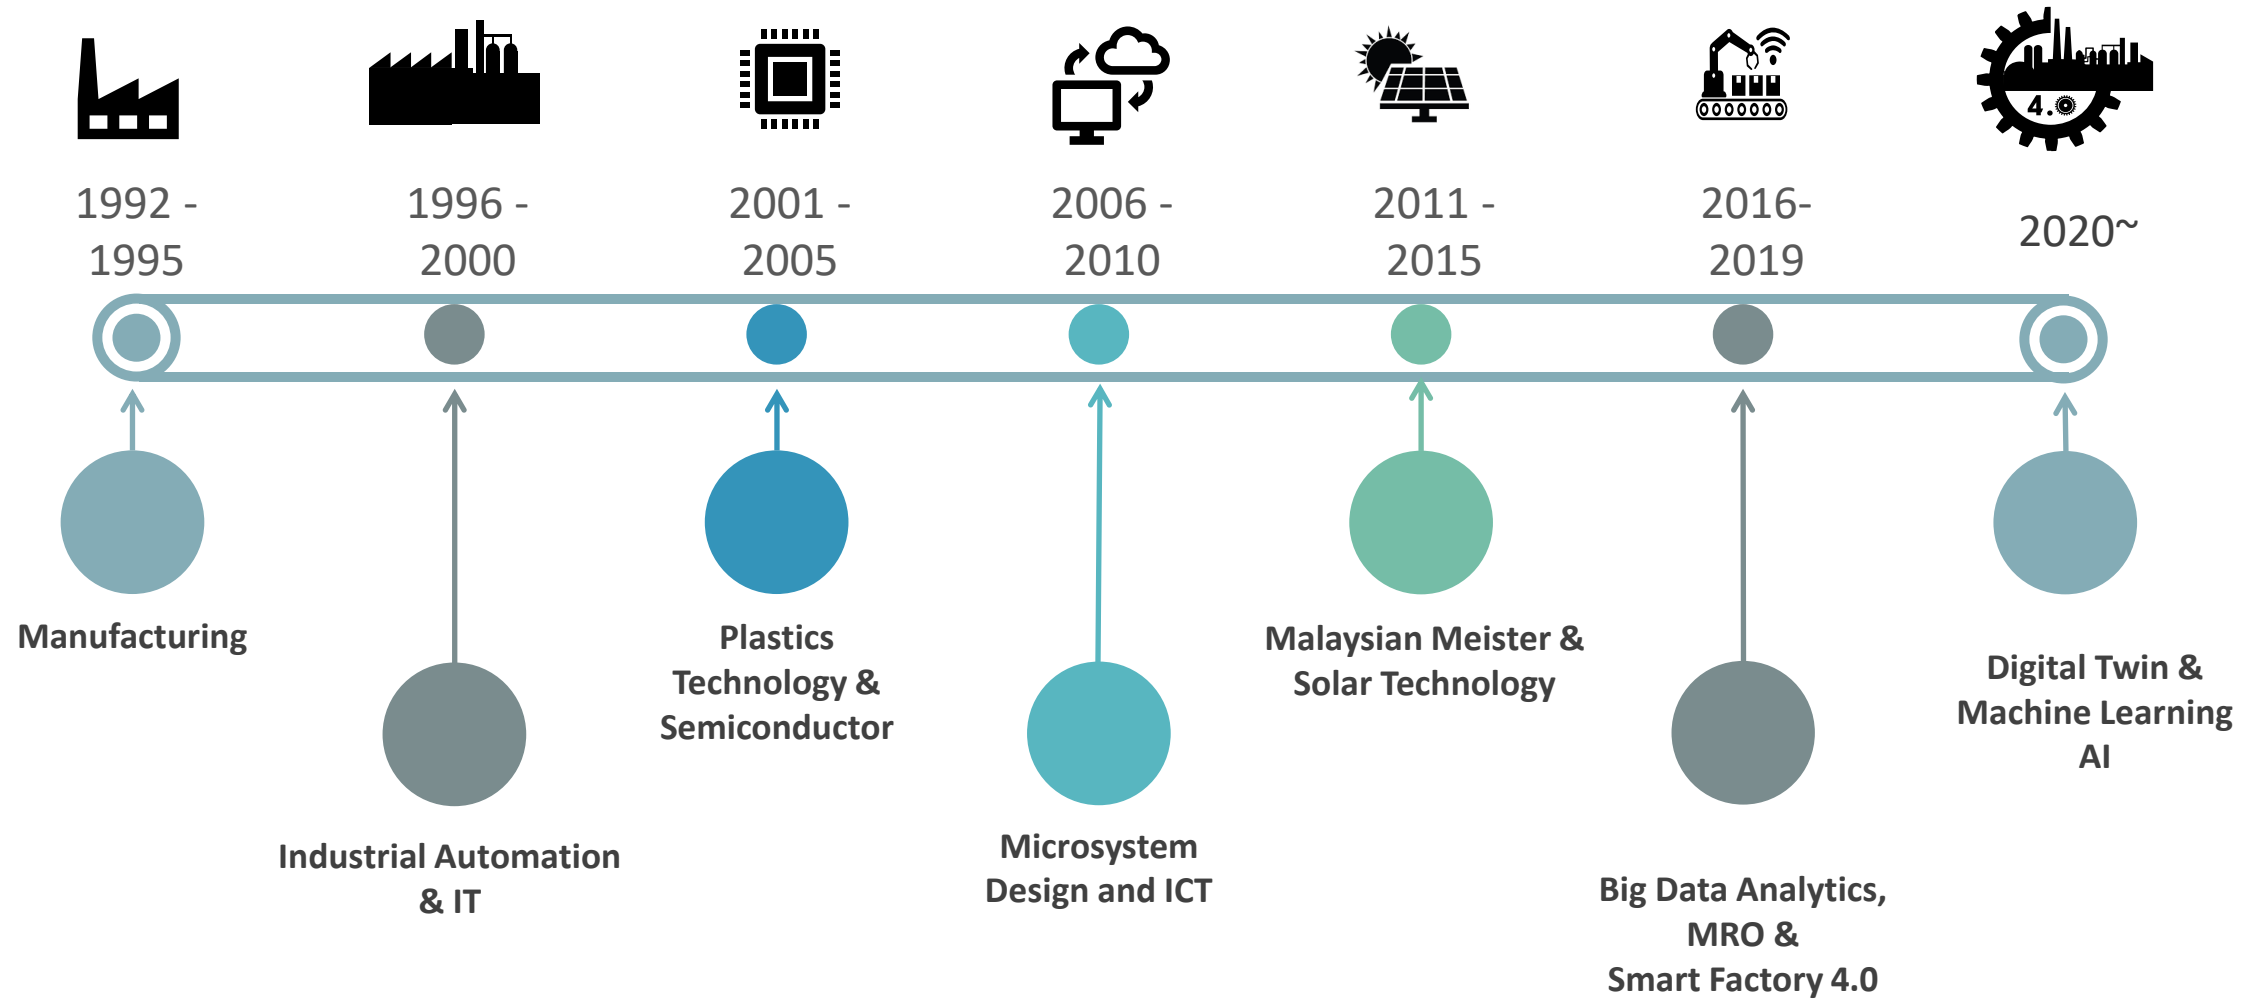 4.
1992 -
1995
1996 -
2000
2001 -
2005
2006 -
2010
2011 -
2015
2016-
2019
2020~
Manufacturing
Industrial Automation
& IT
Plastics
Technology &
Semiconductor
Microsystem
Design and ICT
Malaysian Meister &
Solar Technology
Big Data Analytics,
MRO &
Smart Factory 4.0
Digital Twin &
Machine Learning
AI